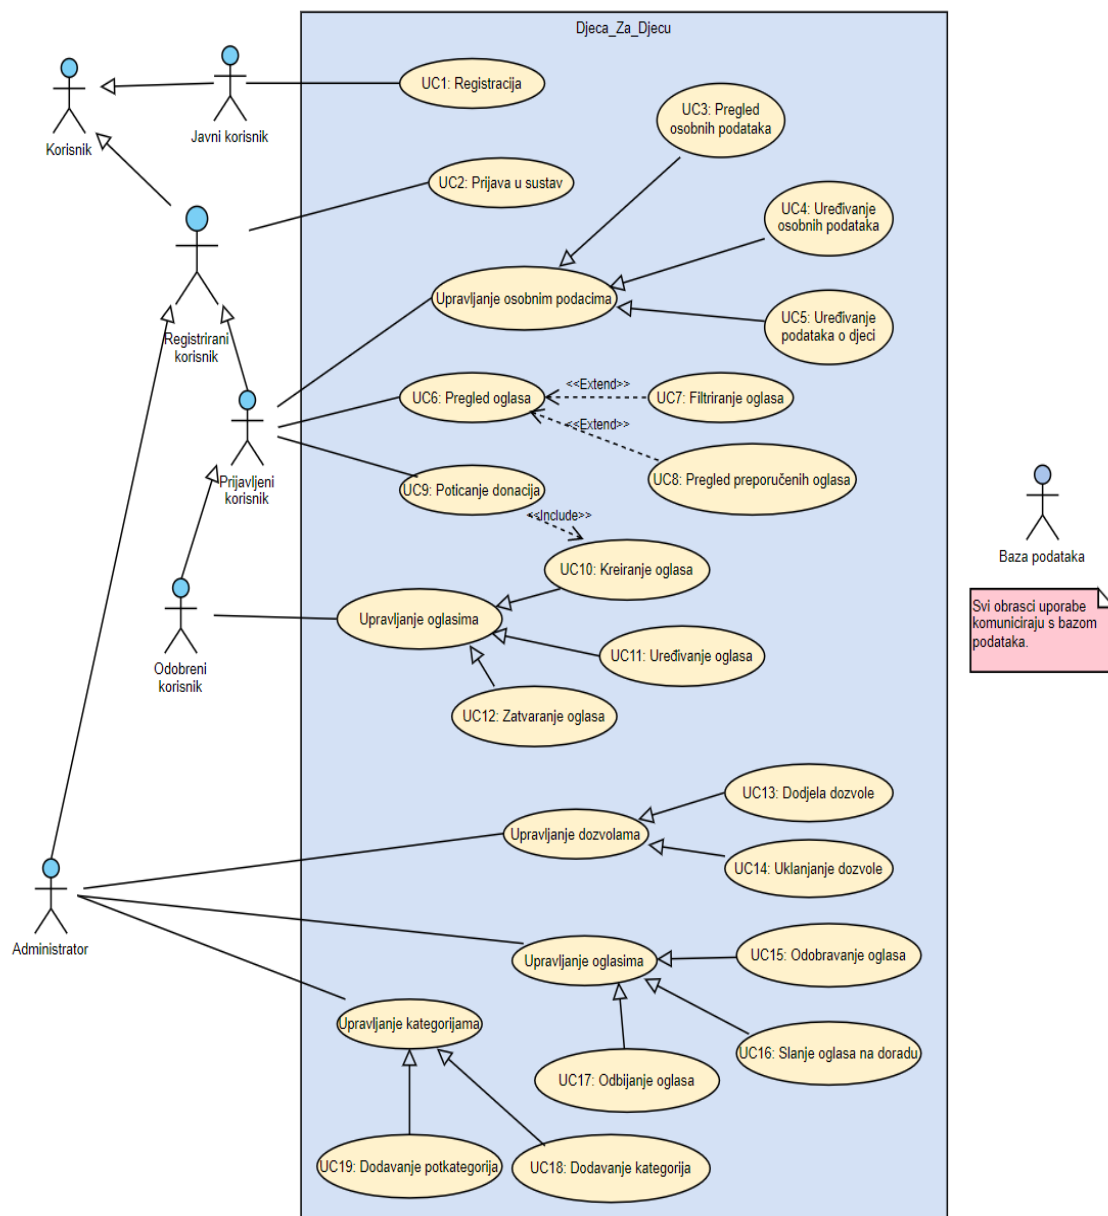 Djeca_Za_Djecu
Korisnik
Javni korisnik
UC1: Registracija
UC3: Pregled
osobnih podataka
UC2: Prijava u sustav
UC4: Uređivanje
osobnih podataka
Registrirani
korisnik
Upravljanje osobnim podacima
UC5: Uređivanje
podataka o djeci
Prijavljeni
korisnik
UC6: Pregled oglasa
<<Extend>>
UC7: Filtriranje oglasa
<<Extend>>
UC8: Pregled preporučenih oglasa
UC9: Poticanje donacija
<<Include>>
UC10: Kreiranje oglasa
Baza podataka
Svi obrasci uporabe
komuniciraju s bazom
podataka.
Odobreni
korisnik
Upravljanje oglasima
UC11: Uređivanje oglasa
UC12: Zatvaranje oglasa
UC13: Dodjela dozvole
Upravljanje dozvolama
UC14: Uklanjanje dozvole
Administrator
Upravljanje oglasima
UC15: Odobravanje oglasa
Upravljanje kategorijama
UC16: Slanje oglasa na doradu
UC17: Odbijanje oglasa
UC19: Dodavanje potkategorija
UC18: Dodavanje kategorija